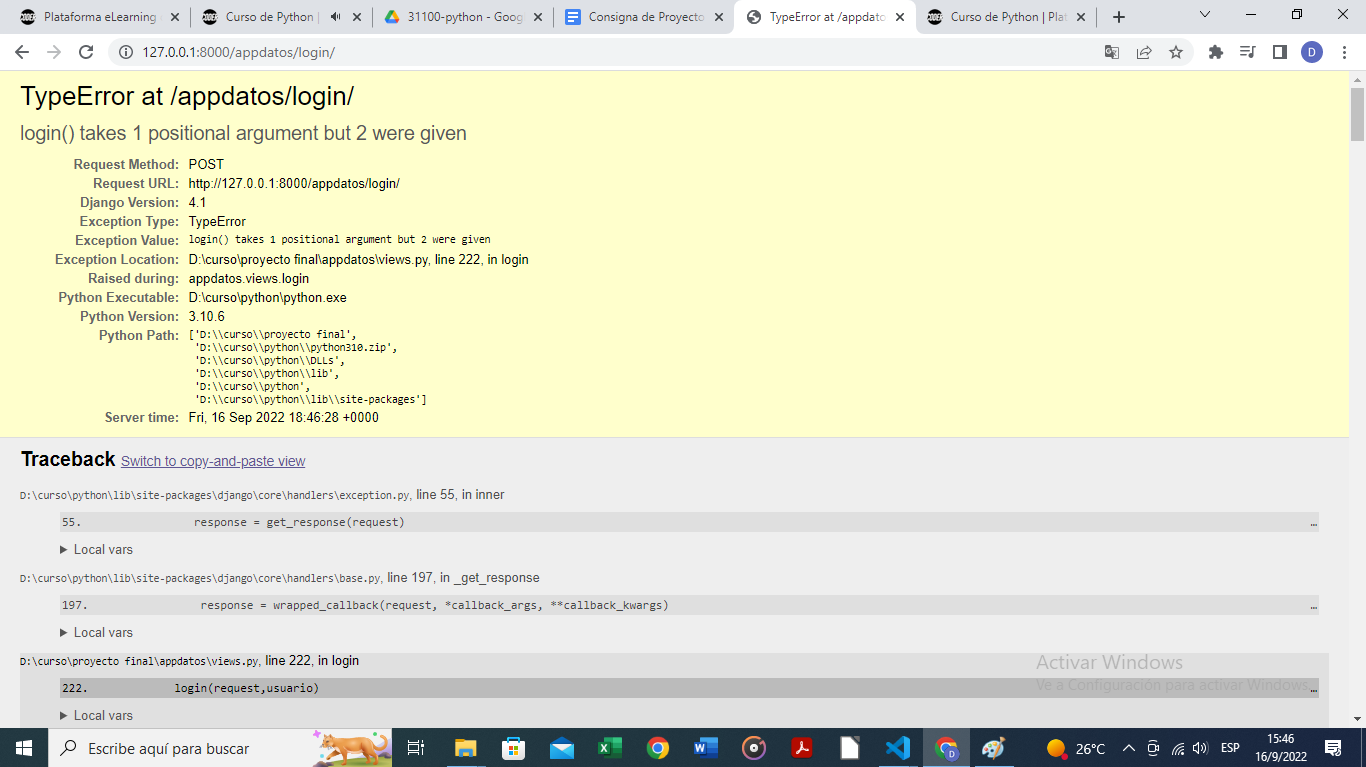 Plataforma eLearning
Curso de Python |
31100-python - Goog
Consigna de Proyecto
TypeError at /appdato
Curso de Python | Plat
127.0.0.1:8000/appdatos/login/
D
TypeError at /appdatos/login/
login() takes 1 positional argument but 2 were given
Request Method: POST
Request URL: http://127.0.0.1:8000/appdatos/login/
Django Version: 4.1
Exception Type: TypeError
Exception Value: login() takes 1 positional argument but 2 were given
Exception Location: D:\curso\proyecto final\appdatos\views.py, line 222, in login
Raised during: appdatos.views.login
Python Executable: D:\curso\python\python.exe
Python Version: 3.10.6
Python Path: ['D:\\curso\\proyecto final',
'D:\\curso\\python\\python310.zip',
'D:\\curso\\python\\DLLs',
'D:\\curso\\python\\lib',
'D:\\curso\\python',
'D:\\curso\\python\\lib\\site-packages']
Server time: Fri, 16 Sep 2022 18:46:28 +0000
Traceback Switch to copy-and-paste view
D:\curso\python\lib\site-packages\django\core\handlers\exception.py, line 55, in inner
55. response = get_response(request) …
Local vars
D:\curso\python\lib\site-packages\django\core\handlers\base.py, line 197, in _get_response
197. response = wrapped_callback(request, *callback_args, **callback_kwargs) …
Local vars
D:\curso\proyecto final\appdatos\views.py, line 222, in login
222. login(request,usuario) …
Local vars
Activar Windows
Ve a Configuración para activar Windows.
Escribe aquí para buscar
26°C
ESP
15:46
16/9/2022